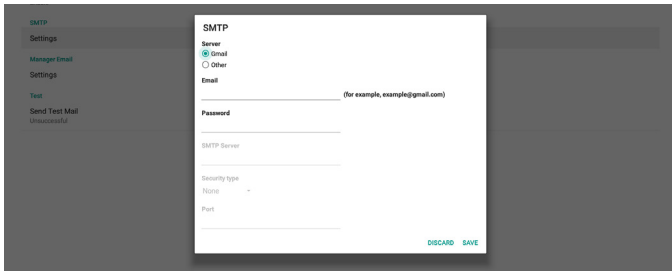 SMTP
Settings
Manager Email
Settings
Test
Send Test Mail
Unsuccessful
SMTP
Server
Gmail
Other
Email
(for example, example@gmail.com)
Password
SMTP Server
Security type
None
Port
DISCARD SAVE